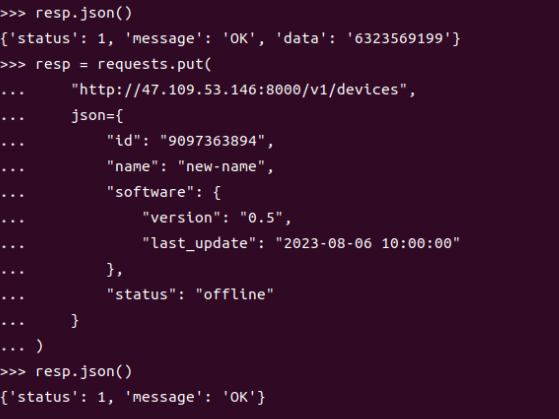 >>> resp.json()
{'status': 1, 'message': 'OK', 'data': '6323569199'}
>>> resp = requests.put(
...     "http://47.109.53.146:8000/v1/devices",
...     json={
...         "id": "9097363894",
...         "name": "new-name",
...         "software": {
...             "version": "0.5",
...             "last_update": "2023-08-06 10:00:00"
...         },
...         "status": "offline"
...     }
... )
>>> resp.json()
{'status': 1, 'message': 'OK'}